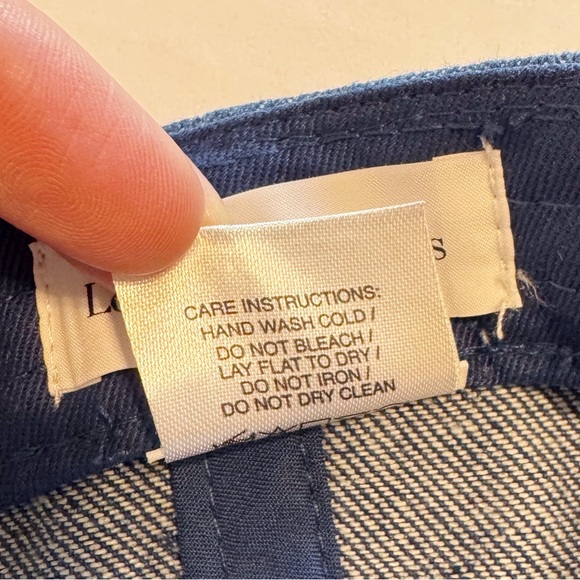 CARE INSTRUCTIONS:
HAND WASH COLD /
DO NOT BLEACH /
LAY FLAT TO DRY /
DO NOT IRON /
DO NOT DRY CLEAN